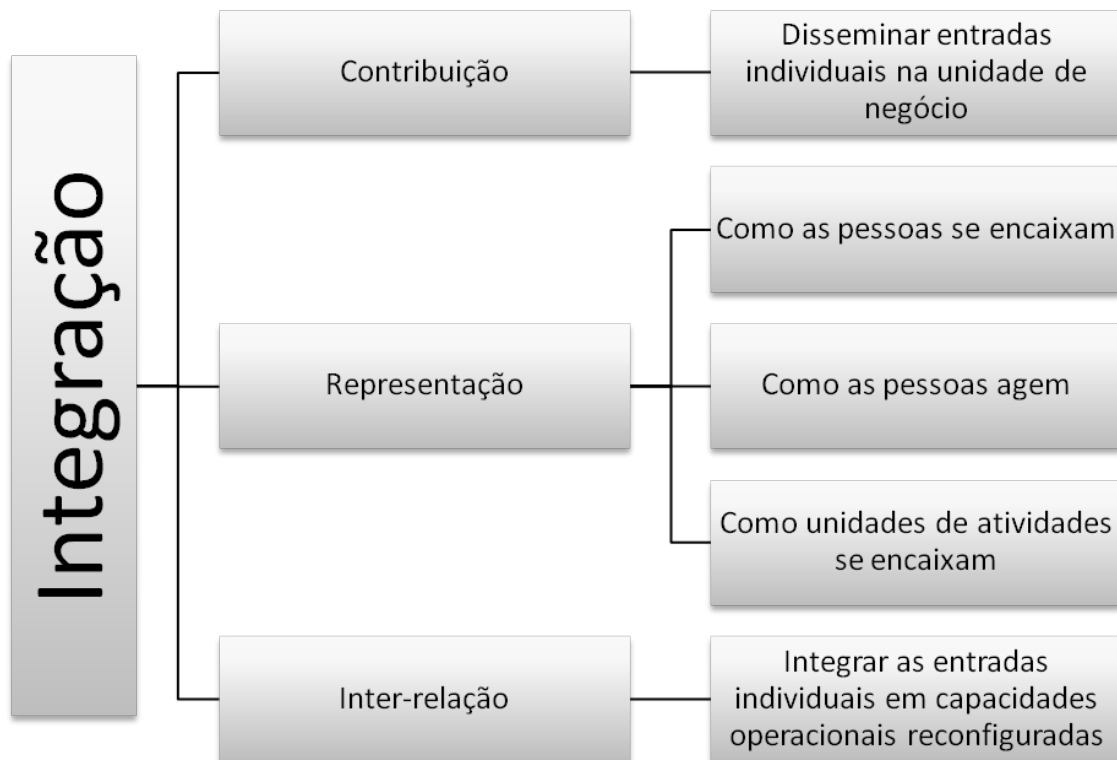 Integração
Contribuição
Disseminar entradas
individuais na unidade de
negócio
Representação
Como as pessoas se encaixam
Como as pessoas agem
Como unidades de atividades
se encaixam
Inter-relação
Integrar as entradas
individuais em capacidades
operacionais reconfiguradas